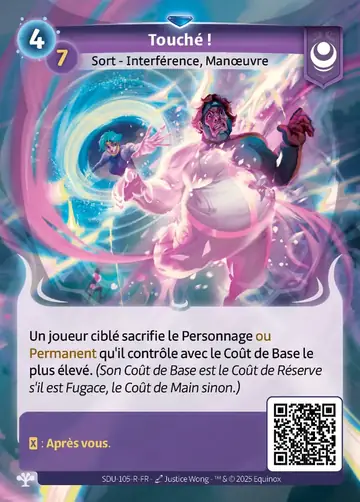 4
7
Touché !
Sort - Interférence, Manœuvre
Un joueur ciblé sacrifie le Personnage ou
Permanent qu'il contrôle avec le Coût de Base le
plus élevé. (Son Coût de Base est le Coût de Réserve
s'il est Fugace, le Coût de Main sinon.)
X : Après vous.
SDU-105-R-FR - Justice Wong - ™ & © 2025 Equinox